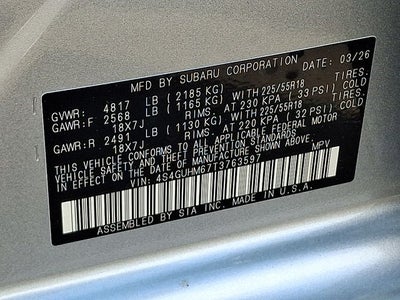 MFD. BY SUBARU CORPORATION 03/26
GVWR: 4817 LB (2185 KG) TIRES.
GAWR:F 2568 LB (1165 KG) WITH 225/55R18
18X7J RIMS, AT 230 KPA ( 33 PSI) COLD
GAWR:R 2491 LB (1130 KG) WITH 225/55R18 TIRES.
18X7J RIMS, AT 220 KPA ( 32 PSI) COLD
THIS VEHICLE CONFORMS TO ALL APPLICABLE FEDERAL MOTOR
VEHICLE SAFETY AND BUMPER STANDARDS
IN EFFECT ON THE DATE OF MANUFACTURE SHOWN ABOVE.
VIN: 4S4GUHM67T3763597 MPV
ASSEMBLED BY SIA INC. MADE IN U.S.A.